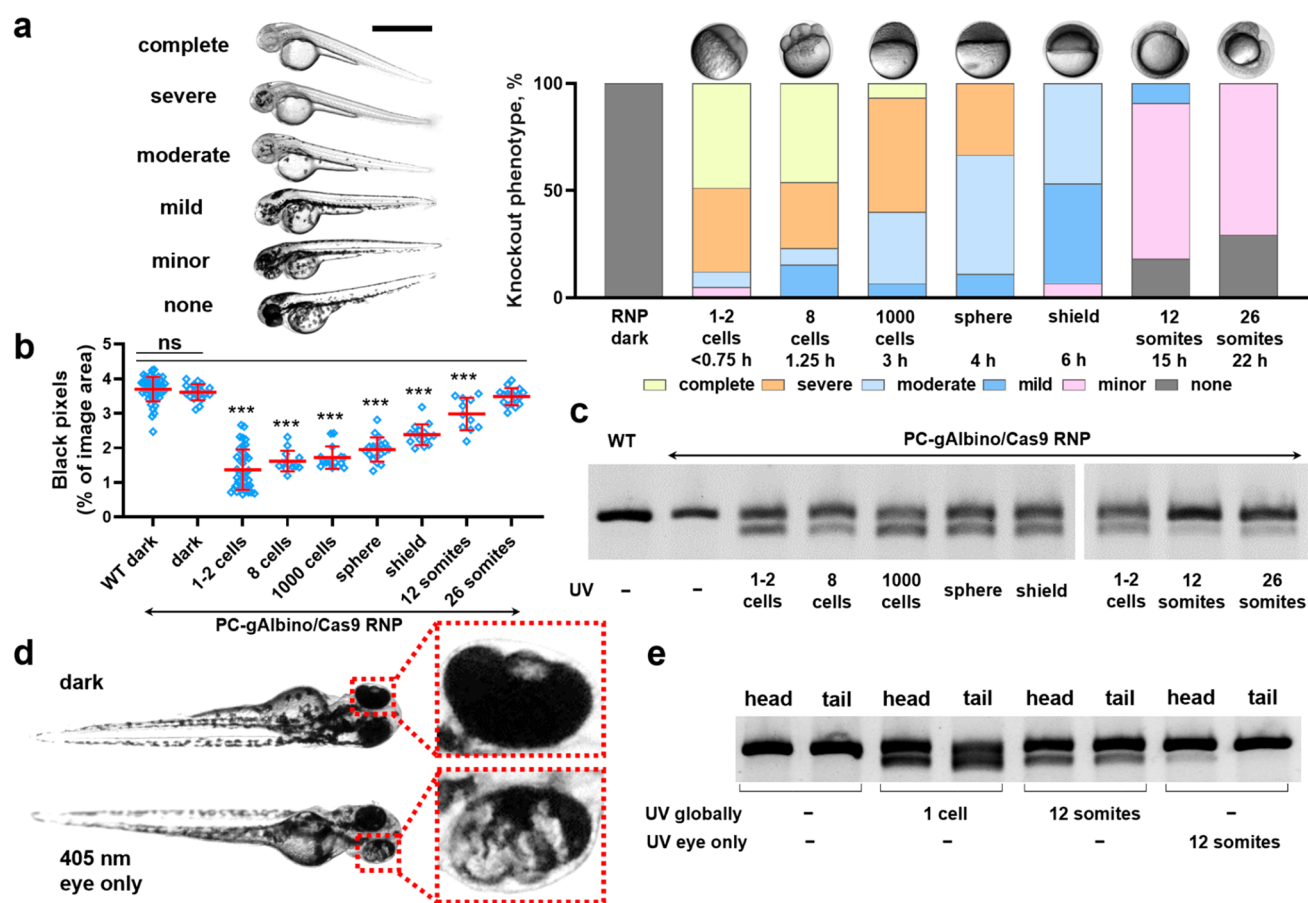 a
complete
severe
moderate
mild
minor
none
Knockout phenotype, %
100
50
0
RNP dark
1-2 cells <0.75 h
8 cells 1.25 h
1000 cells 3 h
sphere 4 h
shield 6 h
12 somites 15 h
26 somites 22 h
complete severe moderate mild minor none
b
Black pixels
(% of image area)
5
4
3
2
1
0
ns
***
***
***
***
***
***
WT dark
dark
1-2 cells
8 cells
1000 cells
sphere
shield
12 somites
26 somites
PC-gAlbino/Cas9 RNP
c
WT
PC-gAlbino/Cas9 RNP
UV – – 1-2 cells 8 cells 1000 cells sphere shield 1-2 cells 12 somites 26 somites
d
dark
405 nm
eye only
e
head tail head tail head tail head tail
UV globally – 1 cell 12 somites –
UV eye only – – – 12 somites